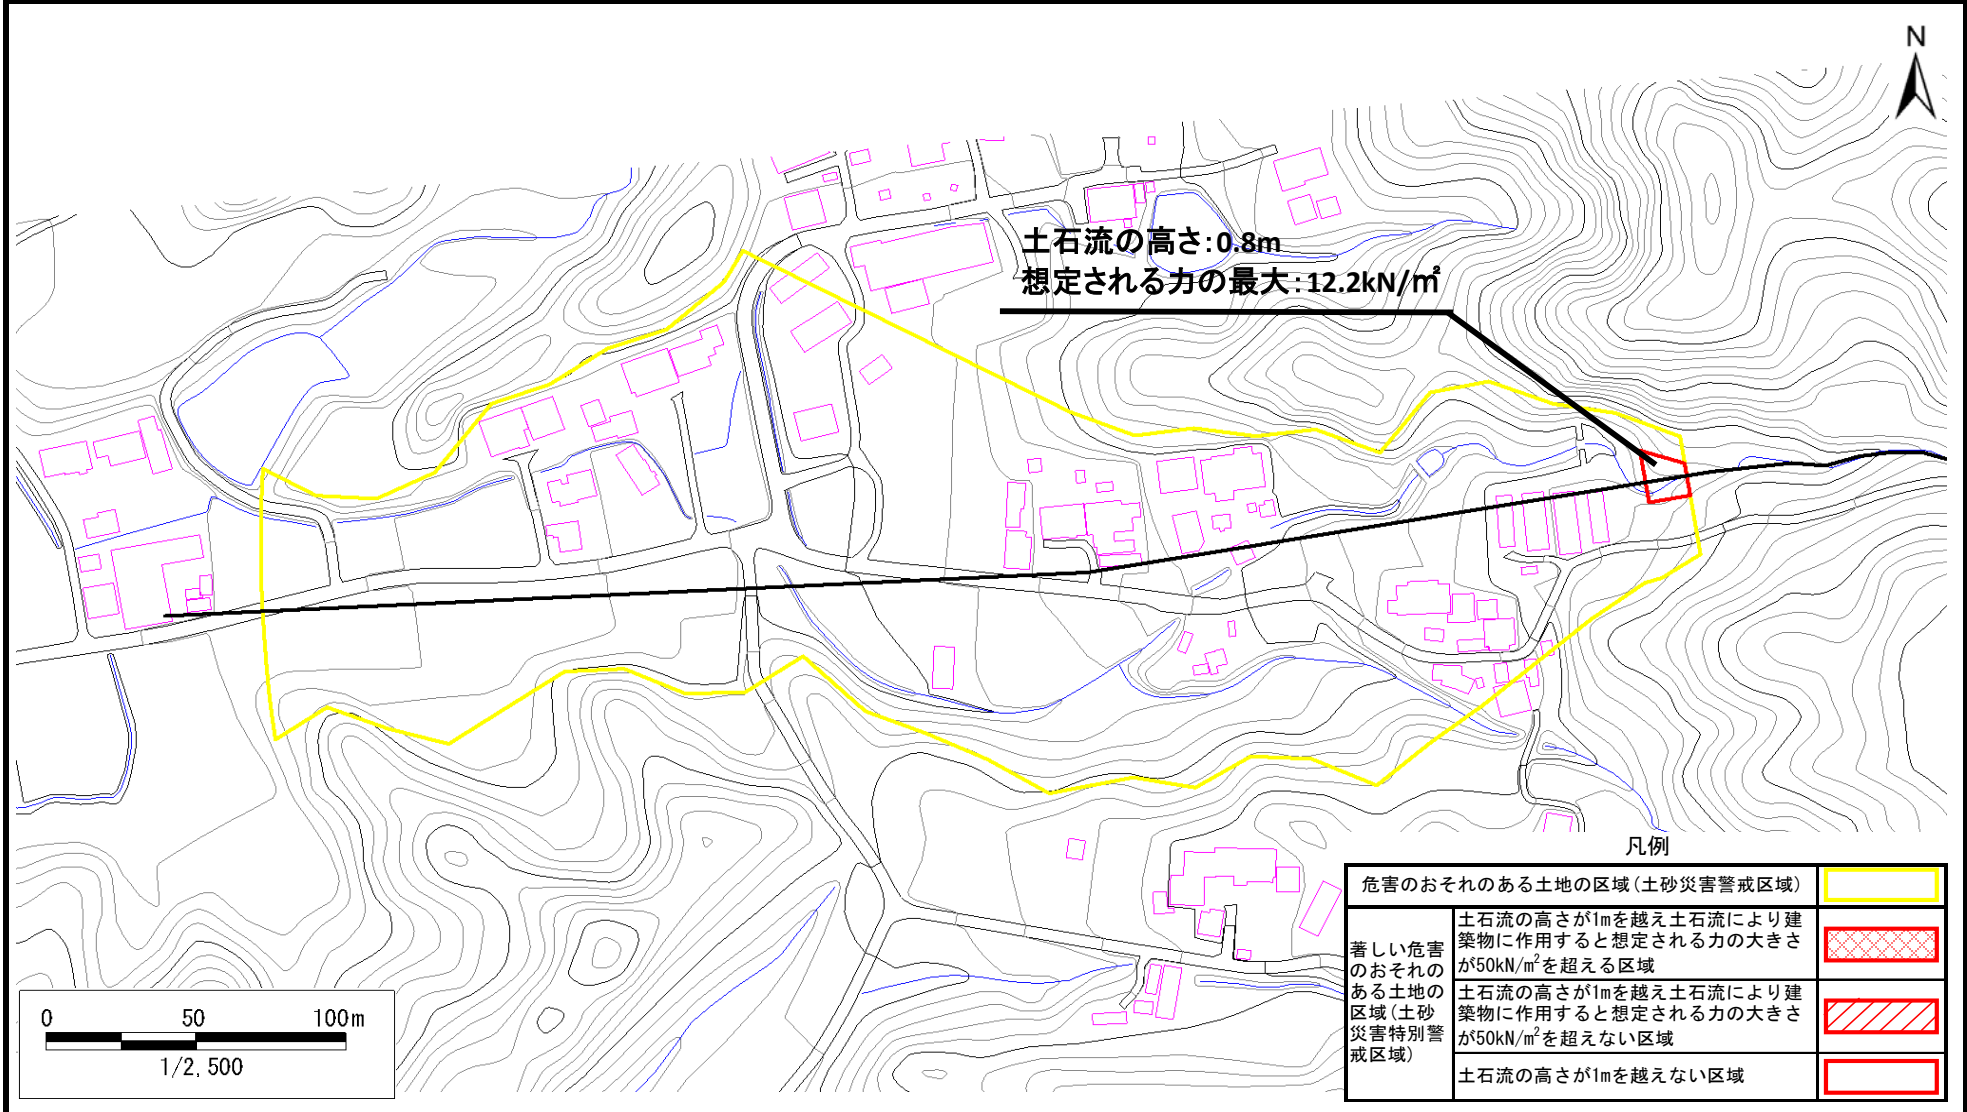 N
土石流の高さ:0.8m
想定される力の最大:12.2kN/㎡
凡例
危害のおそれのある土地の区域(土砂災害警戒区域)
著しい危害
のおそれの
ある土地の
区域(土砂
災害特別警
戒区域)
土石流の高さが1mを越え土石流により建
築物に作用すると想定される力の大きさ
が50kN/m²を超える区域
土石流の高さが1mを越え土石流により建
築物に作用すると想定される力の大きさ
が50kN/m²を超えない区域
土石流の高さが1mを越えない区域
0 50 100m
1/2,500